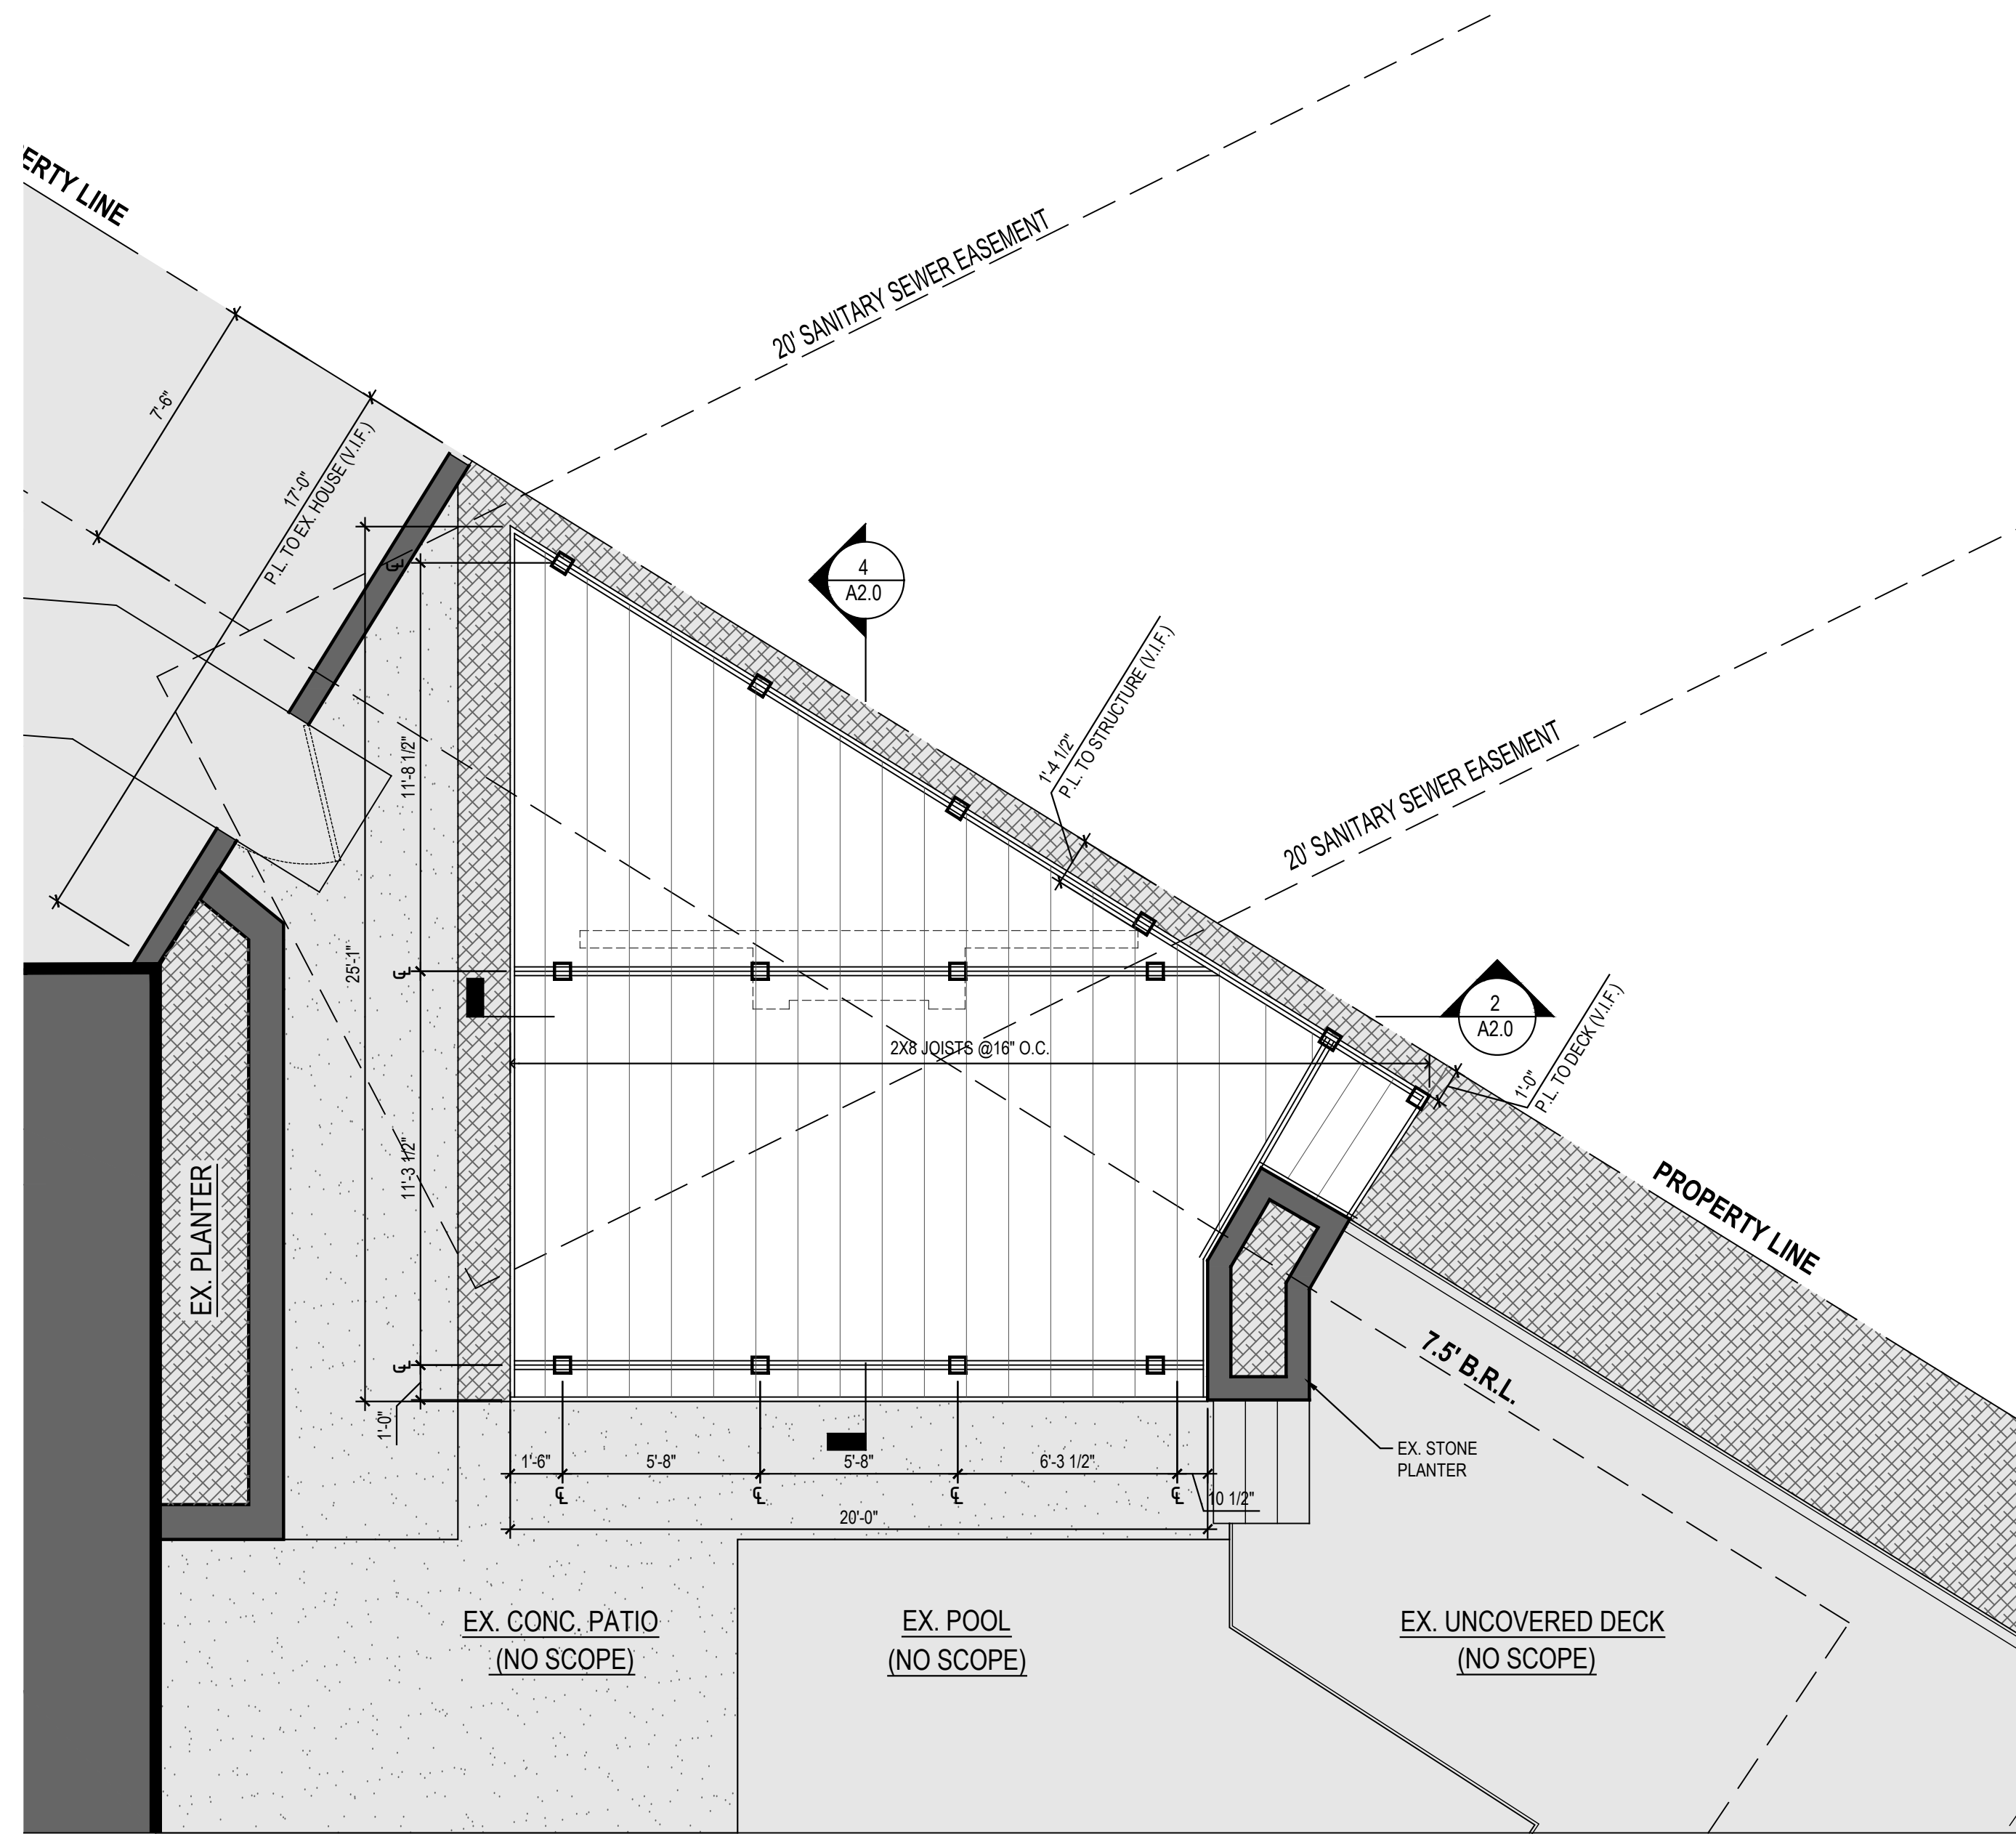 ERTY LINE
20' SANITARY SEWER EASEMENT
7'-6"
17'-0"
P.L. TO EX. HOUSE (V.I.F.)
4
A2.0
1'-4 1/2"
P.L. TO STRUCTURE (V.I.F.)
20' SANITARY SEWER EASEMENT
11'-8 1/2"
25'-1"
2
A2.0
1'-0"
P.L. TO DECK (V.I.F.)
2X8 JOISTS @16" O.C.
11'-3 1/2"
EX. PLANTER
PROPERTY LINE
7.5' B.R.L.
1'-0"
EX. STONE
PLANTER
1'-6"
5'-8"
5'-8"
6'-3 1/2"
10 1/2"
℄
℄
℄
℄
℄
℄
℄
20'-0"
EX. CONC. PATIO
(NO SCOPE)
EX. POOL
(NO SCOPE)
EX. UNCOVERED DECK
(NO SCOPE)